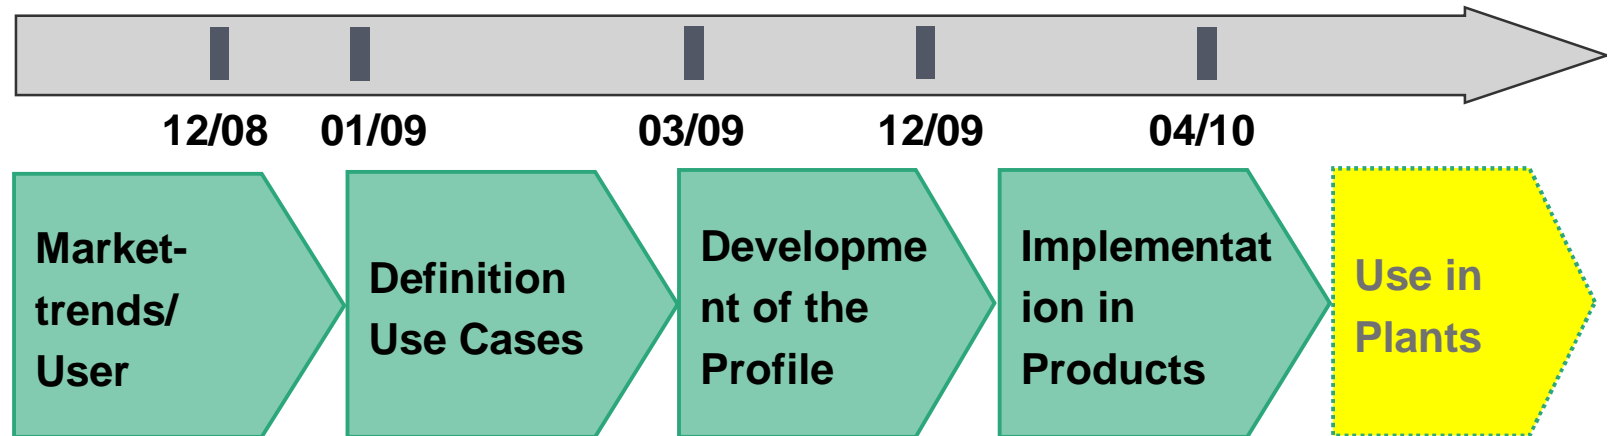 12/08 01/09 03/09 12/09 04/10
Market-
trends/
User
Definition
Use Cases
Developme
nt of the
Profile
Implementat
ion in
Products
Use in
Plants